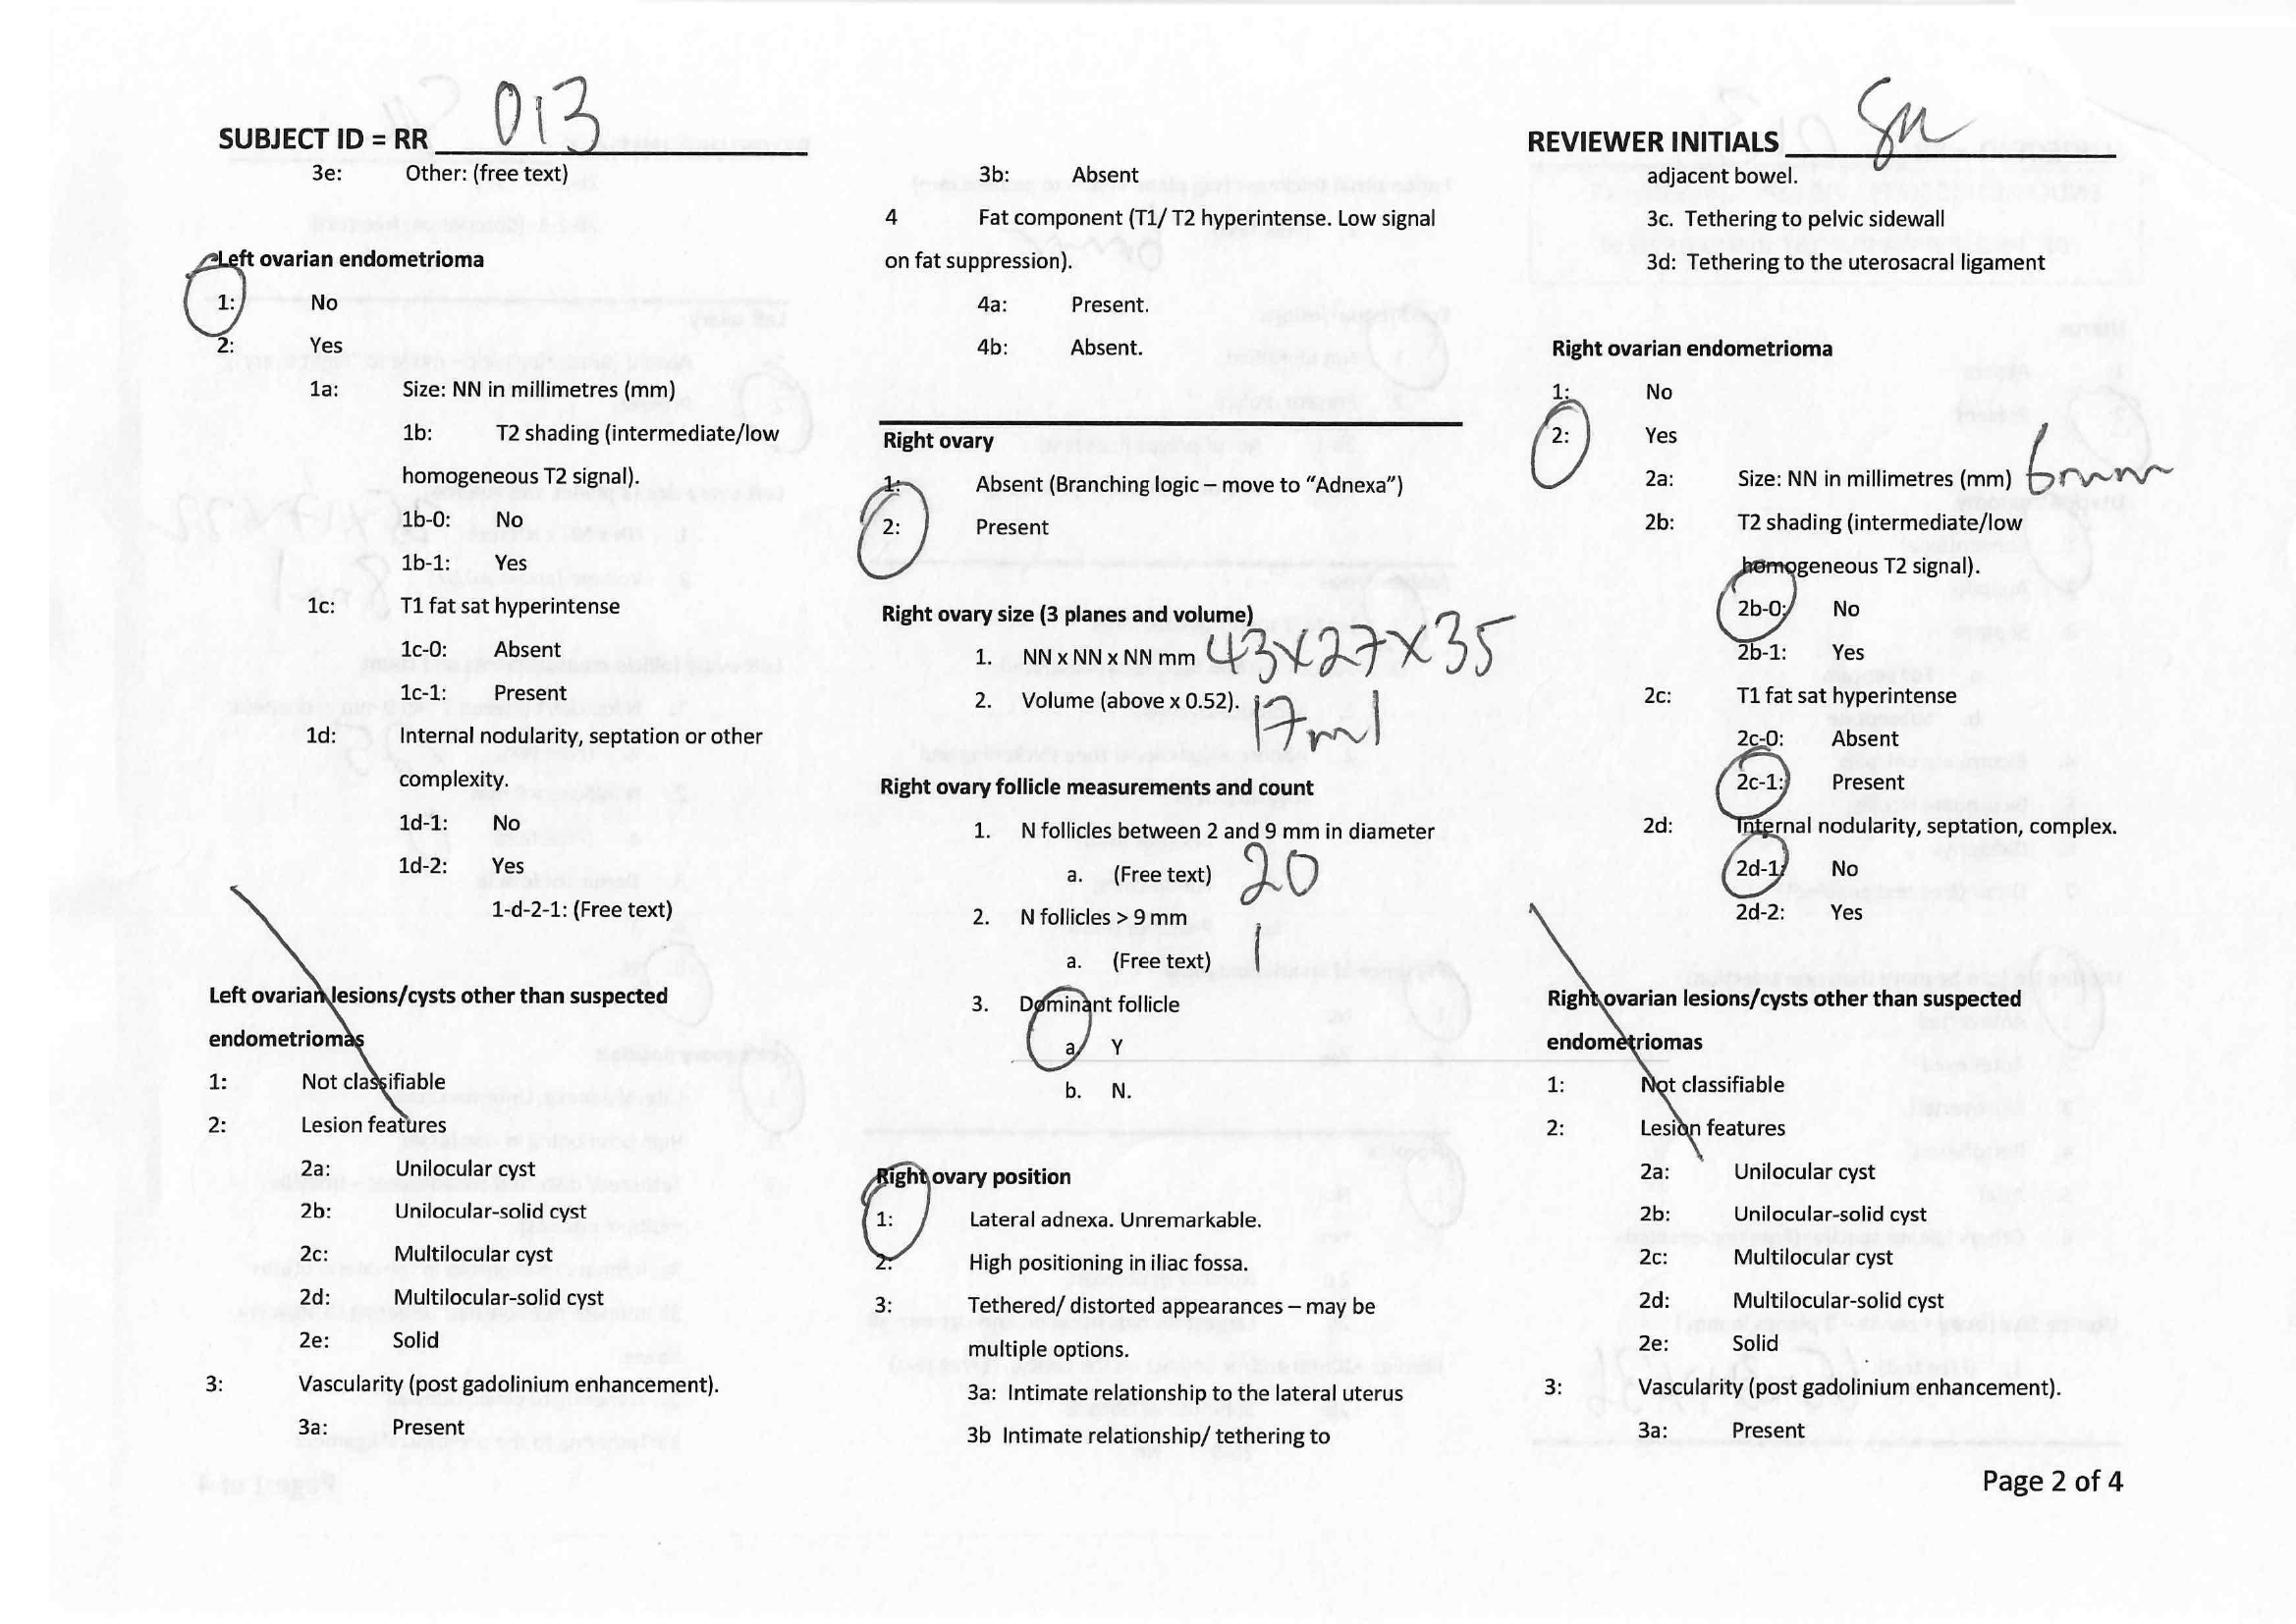 SUBJECT ID = RR 013
3e: Other: (free text)
Left ovarian endometrioma
1: No
2: Yes
1a: Size: NN in millimetres (mm)
1b: T2 shading (intermediate/low
homogeneous T2 signal).
1b-0: No
1b-1: Yes
1c: T1 fat sat hyperintense
1c-0: Absent
1c-1: Present
1d: Internal nodularity, septation or other
complexity.
1d-1: No
1d-2: Yes
1-d-2-1: (Free text)
Left ovarian lesions/cysts other than suspected
endometriomas
1: Not classifiable
2: Lesion features
2a: Unilocular cyst
2b: Unilocular-solid cyst
2c: Multilocular cyst
2d: Multilocular-solid cyst
2e: Solid
3: Vascularity (post gadolinium enhancement).
3a: Present
3b: Absent
4 Fat component (T1/ T2 hyperintense. Low signal
on fat suppression).
4a: Present.
4b: Absent.
Right ovary
1: Absent (Branching logic – move to “Adnexa”)
2: Present
Right ovary size (3 planes and volume)
1. NN x NN x NN mm 43x27x35
2. Volume (above x 0.52). 17ml
Right ovary follicle measurements and count
1. N follicles between 2 and 9 mm in diameter
a. (Free text) 20
2. N follicles > 9 mm
a. (Free text) 1
3. Dominant follicle
a. Y
b. N.
Right ovary position
1: Lateral adnexa. Unremarkable.
2: High positioning in iliac fossa.
3: Tethered/ distorted appearances – may be
multiple options.
3a: Intimate relationship to the lateral uterus
3b Intimate relationship/ tethering to
REVIEWER INITIALS
adjacent bowel.
3c. Tethering to pelvic sidewall
3d: Tethering to the uterosacral ligament
Right ovarian endometrioma
1: No
2: Yes
2a: Size: NN in millimetres (mm) 6mm
2b: T2 shading (intermediate/low
homogeneous T2 signal).
2b-0: No
2b-1: Yes
2c: T1 fat sat hyperintense
2c-0: Absent
2c-1: Present
2d: Internal nodularity, septation, complex.
2d-1: No
2d-2: Yes
Right ovarian lesions/cysts other than suspected
endometriomas
1: Not classifiable
2: Lesion features
2a: Unilocular cyst
2b: Unilocular-solid cyst
2c: Multilocular cyst
2d: Multilocular-solid cyst
2e: Solid
3: Vascularity (post gadolinium enhancement).
3a: Present
Page 2 of 4